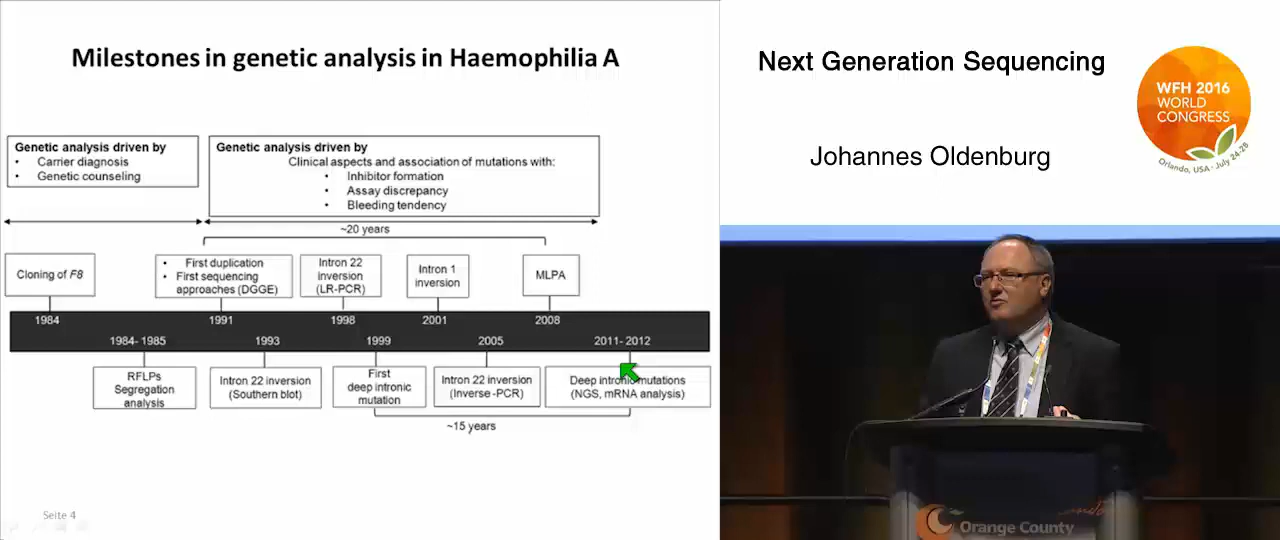 Milestones in genetic analysis in Haemophilia A
Genetic analysis driven by
• Carrier diagnosis
• Genetic counseling
Genetic analysis driven by
Clinical aspects and association of mutations with:
• Inhibitor formation
• Assay discrepancy
• Bleeding tendency
~20 years
Cloning of F8
• First duplication
• First sequencing
approaches (DGGE)
Intron 22
inversion
(LR-PCR)
Intron 1
inversion
MLPA
1984
1991
1998
2001
2008
1984- 1985
1993
1999
2005
2011- 2012
RFLPs
Segregation
analysis
Intron 22 inversion
(Southern blot)
First
deep intronic
mutation
Intron 22 inversion
(Inverse -PCR)
Deep intronic mutations
(NGS, mRNA analysis)
~15 years
Seite 4
Next Generation Sequencing
Johannes Oldenburg
WFH 2016
WORLD
CONGRESS
Orlando, USA · July 24-28
Orange County